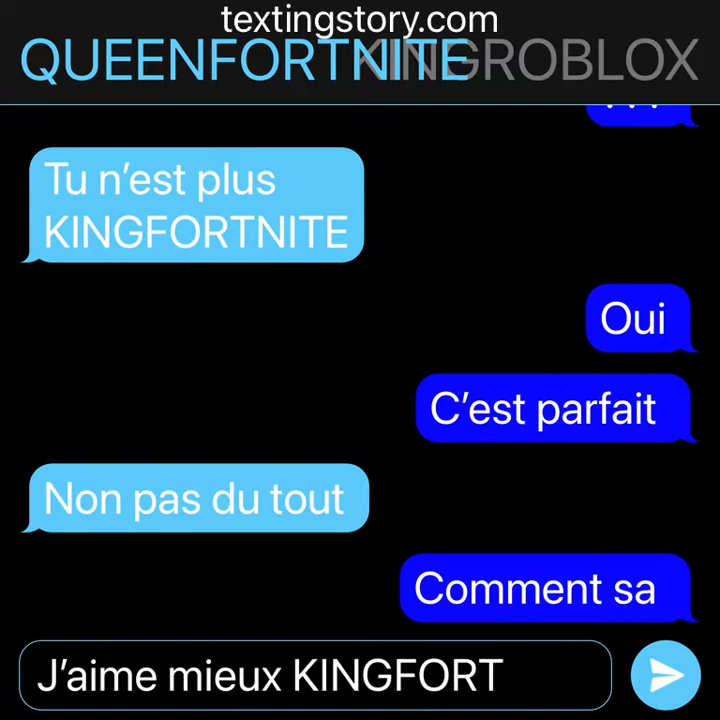 textingstory.com
QUEENFORTNITE KINGROBLOX
Tu n’est plus
KINGFORTNITE
Oui
C’est parfait
Non pas du tout
Comment sa
J’aime mieux KINGFORT